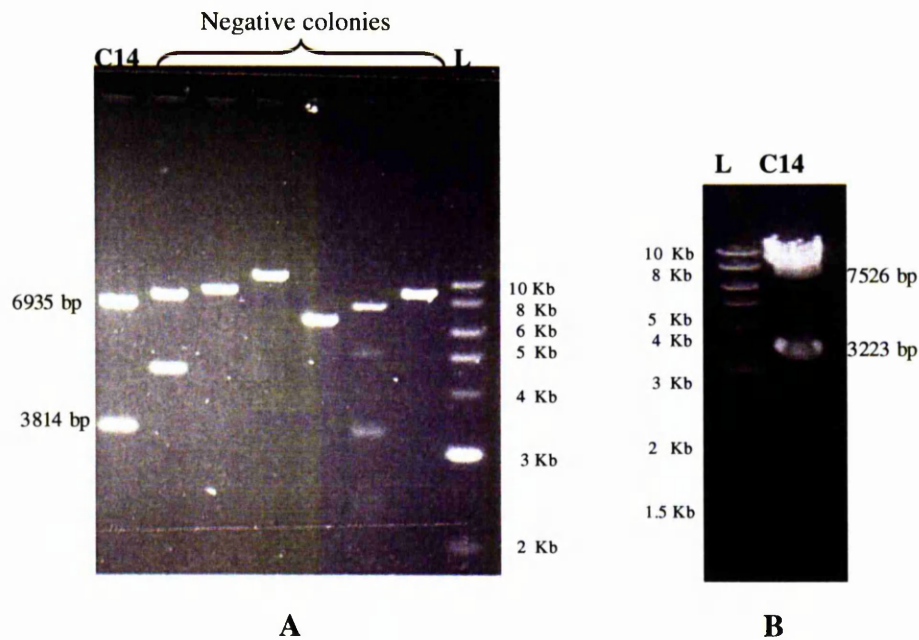 Negative colonies
C14 L
6935 bp
3814 bp
10 Kb
8 Kb
6 Kb
5 Kb
4 Kb
3 Kb
2 Kb
A
L C14
10 Kb
8 Kb
5 Kb
4 Kb
3 Kb
2 Kb
1.5 Kb
7526 bp
3223 bp
B